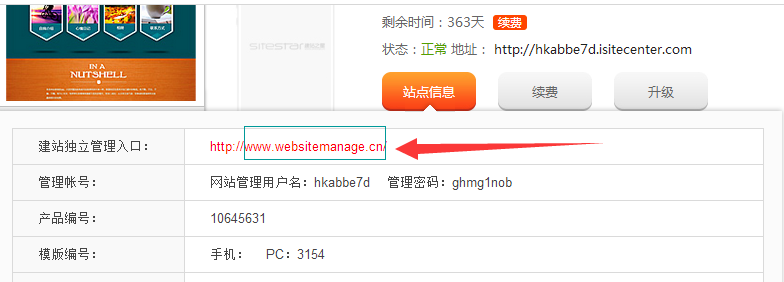 剩余时间：363天 续费
状态：正常 地址： http://hkabbe7d.isitecenter.com
IN A
NUTSHELL
SITESTAR
站点信息
续费
升级
建站独立管理入口： http://www.websitemanage.cn/
管理帐号： 网站管理用户名：hkabbe7d 管理密码：ghmg1nob
产品编号： 10645631
模版编号： 手机： PC：3154